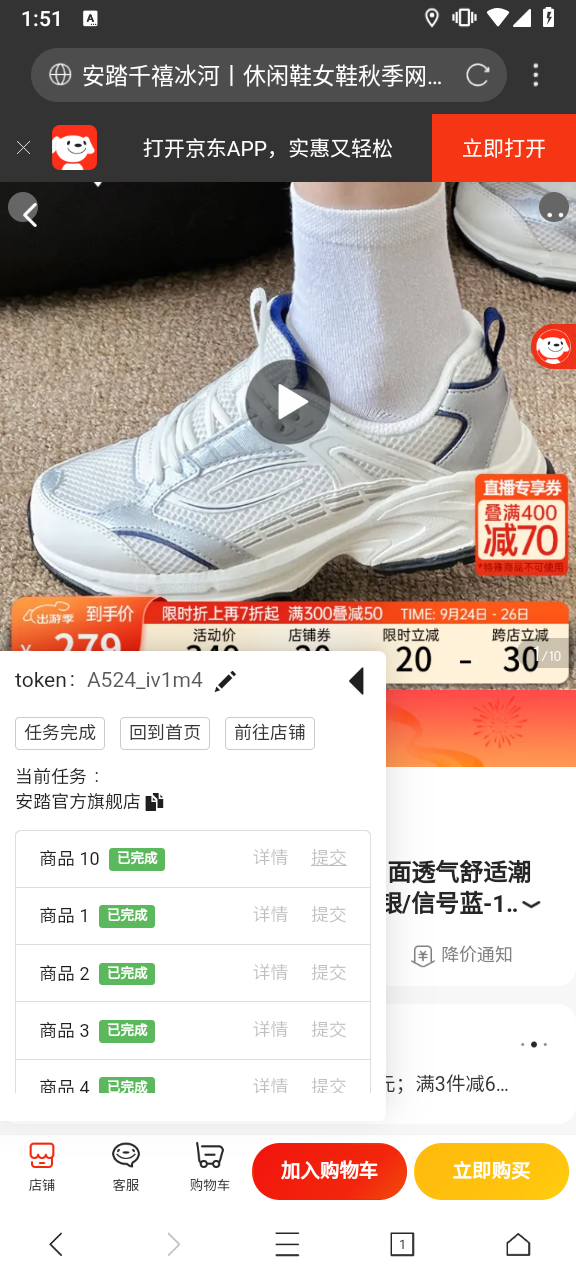 1:51
A
安踏千禧冰河丨休闲鞋女鞋秋季网...
打开京东APP，实惠又轻松
立即打开
直播专享券
叠满400
减70
*特殊商品不可使用
出游季 到手价
限时折上再7折起 满300叠减50 TIME: 9月24日 - 26日
279
活动价 店铺券 限时立减 跨店立减
20 - 30
1/10
token： A524_iv1m4
任务完成 回到首页 前往店铺
当前任务：
安踏官方旗舰店
商品 10 已完成 详情 提交
商品 1 已完成 详情 提交
商品 2 已完成 详情 提交
商品 3 已完成 详情 提交
商品 4 已完成 详情 提交
面透气舒适潮
银/信号蓝-1..
降价通知
元；满3件减6...
店铺 客服 购物车 加入购物车 立即购买
1